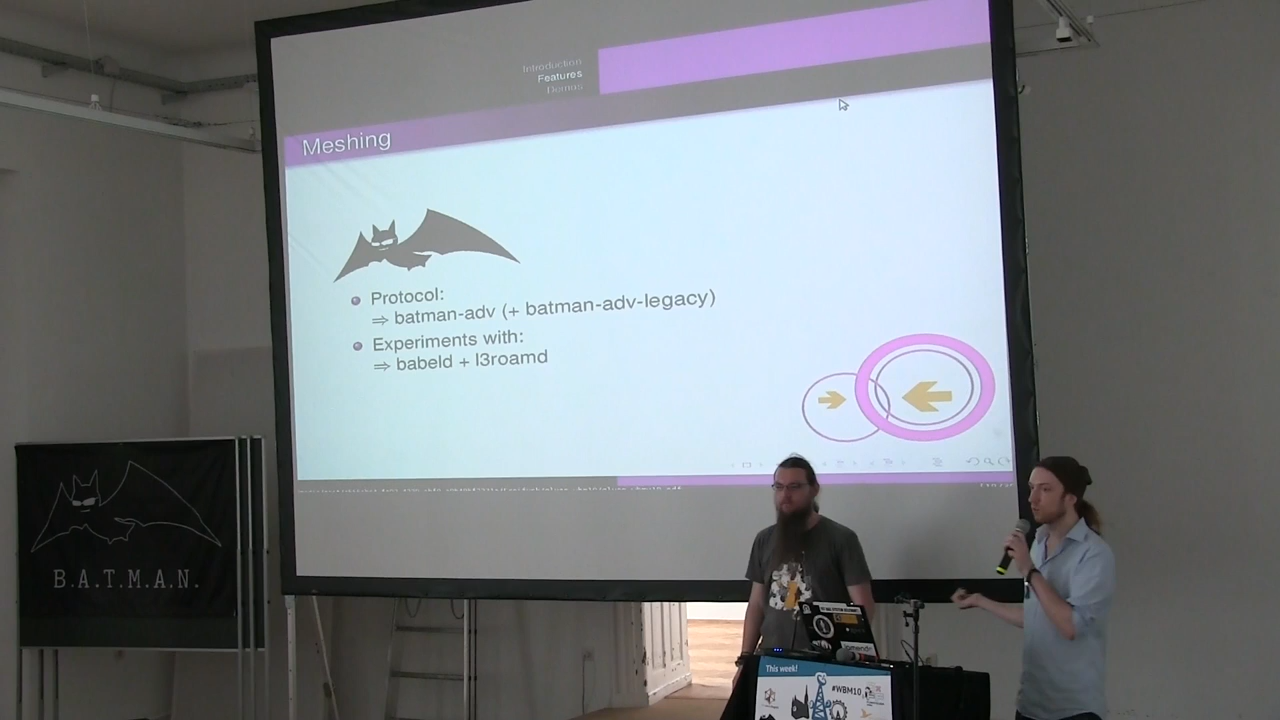 Introduction
Features
Demos
Meshing
Protocol:
⇒ batman-adv (+ batman-adv-legacy)
Experiments with:
⇒ babeld + l3roamd
B.A.T.M.A.N.
This week!
#WBM10